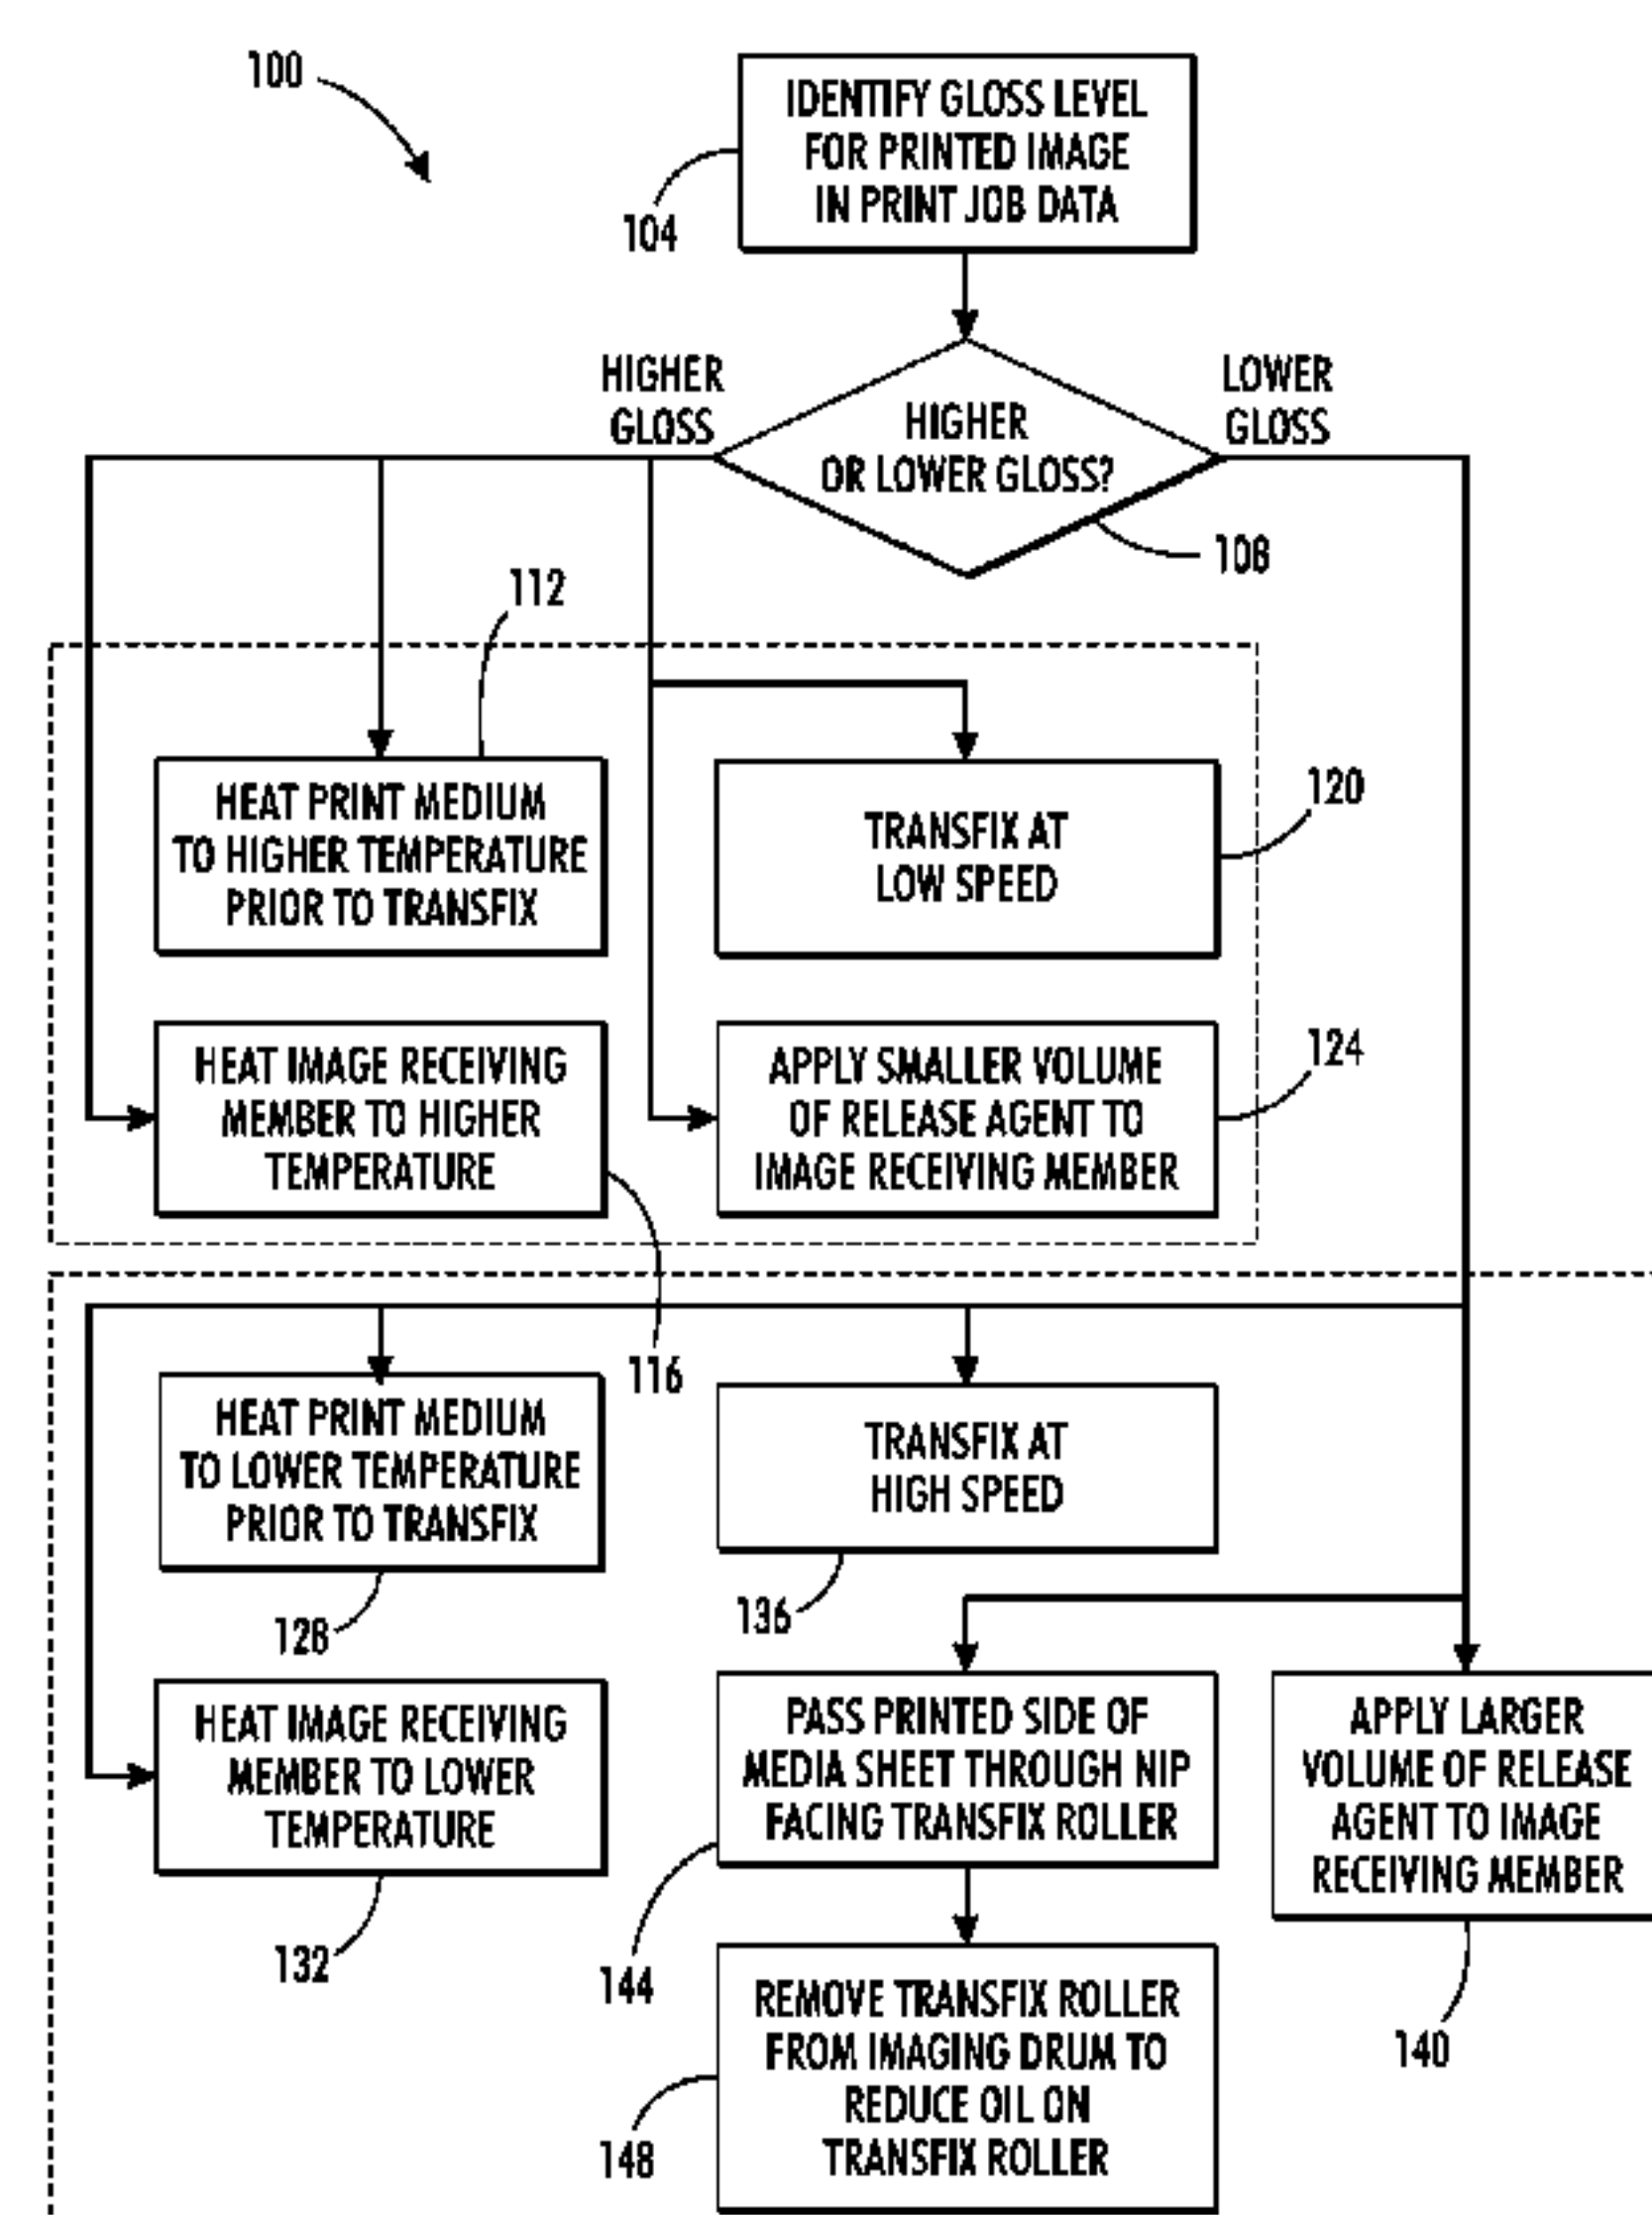 100
IDENTIFY GLOSS LEVEL
FOR PRINTED IMAGE
IN PRINT JOB DATA
104
HIGHER
GLOSS
LOWER
GLOSS
HIGHER
OR LOWER GLOSS?
108
112
HEAT PRINT MEDIUM
TO HIGHER TEMPERATURE
PRIOR TO TRANSFIX
TRANSFIX AT
LOW SPEED
120
HEAT IMAGE RECEIVING
MEMBER TO HIGHER
TEMPERATURE
APPLY SMALLER VOLUME
OF RELEASE AGENT TO
IMAGE RECEIVING MEMBER
124
116
HEAT PRINT MEDIUM
TO LOWER TEMPERATURE
PRIOR TO TRANSFIX
TRANSFIX AT
HIGH SPEED
128
136
HEAT IMAGE RECEIVING
MEMBER TO LOWER
TEMPERATURE
PASS PRINTED SIDE OF
MEDIA SHEET THROUGH NIP
FACING TRANSFIX ROLLER
APPLY LARGER
VOLUME OF RELEASE
AGENT TO IMAGE
RECEIVING MEMBER
132
144
140
REMOVE TRANSFIX ROLLER
FROM IMAGING DRUM TO
REDUCE OIL ON
TRANSFIX ROLLER
148